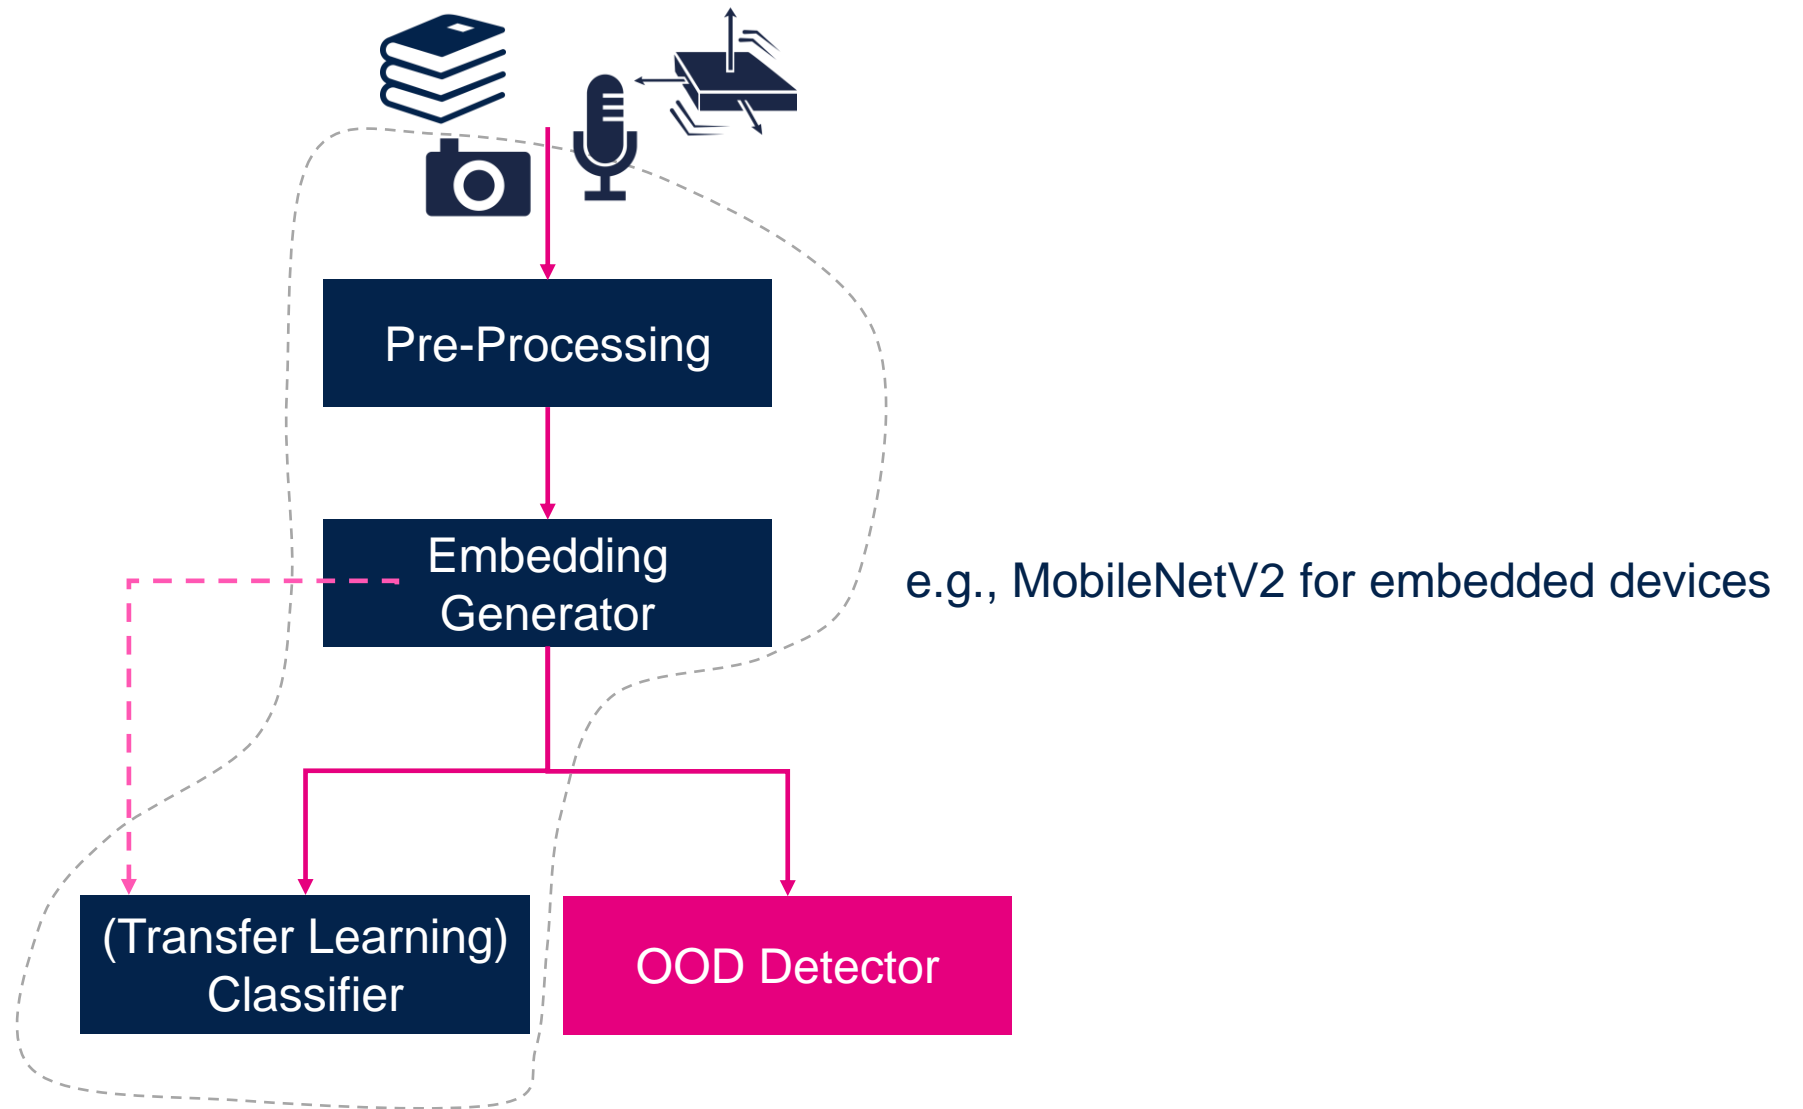 Pre-Processing
Embedding
Generator
e.g., MobileNetV2 for embedded devices
(Transfer Learning)
Classifier
OOD Detector